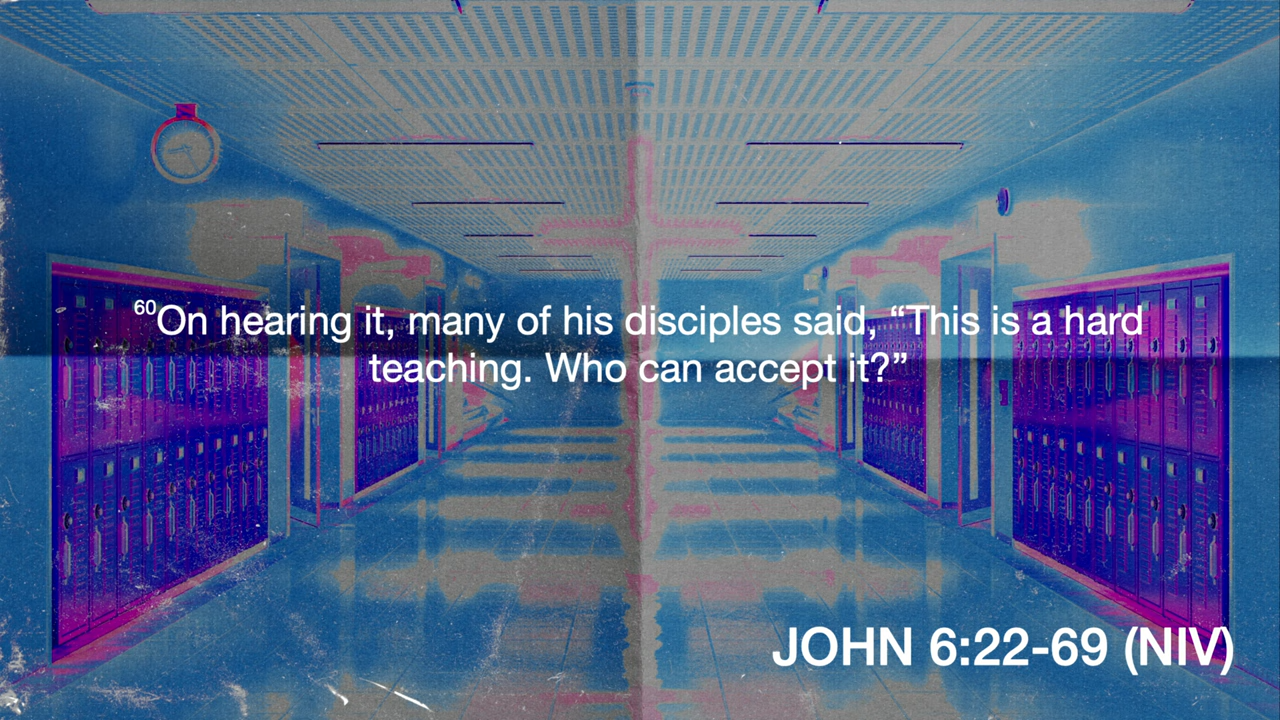 60On hearing it, many of his disciples said, “This is a hard
teaching. Who can accept it?”
JOHN 6:22-69 (NIV)